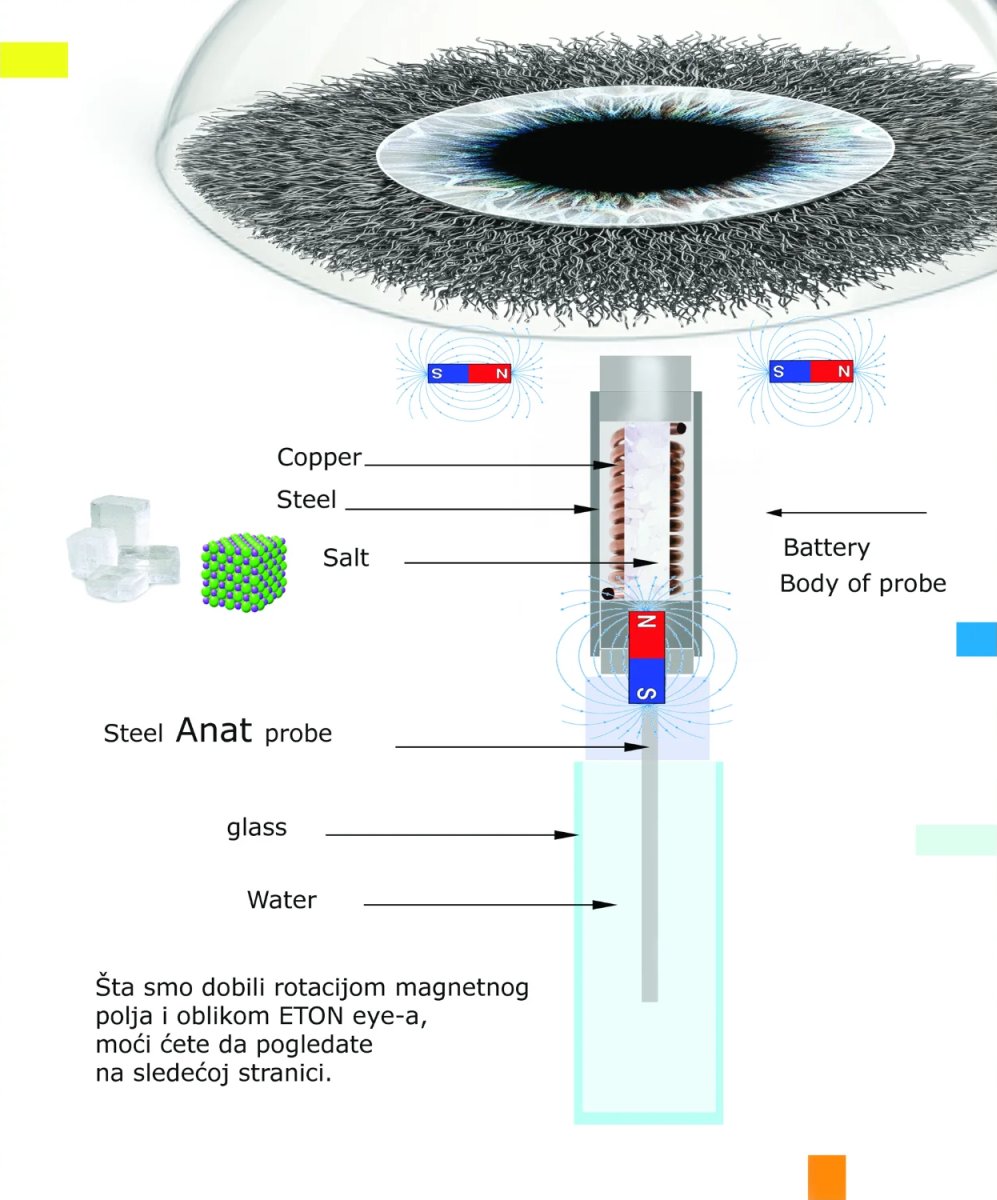 S N
S N
Copper
Steel
Salt
Battery
Body of probe
N
S
Steel Anat probe
glass
Water
Šta smo dobili rotacijom magnetnog
polja i oblikom ETON eye-a,
moći ćete da pogledate
na sledećoj stranici.